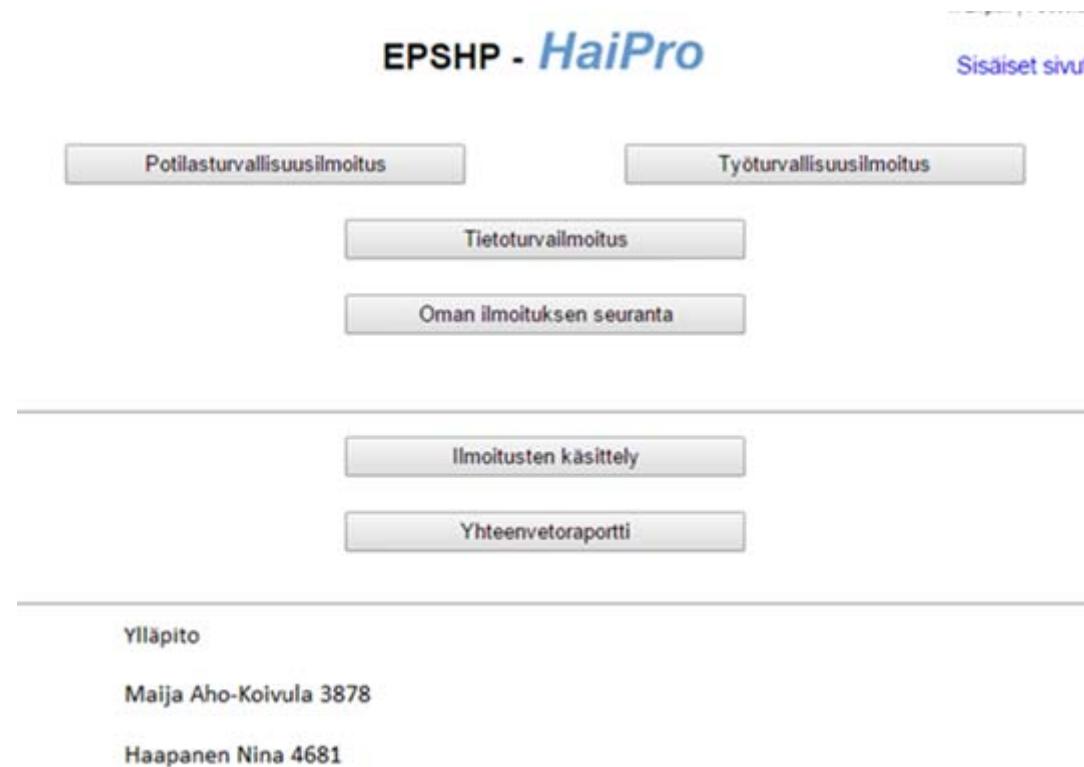 EPSHP - HaiPro
Sisäiset sivut
Potilasturvallisuusilmoitus
Työturvallisuusilmoitus
Tietoturvailmoitus
Oman ilmoituksen seuranta
Ilmoitusten käsittely
Yhteenvetoraportti
Ylläpito
Maija Aho-Koivula 3878
Haapanen Nina 4681